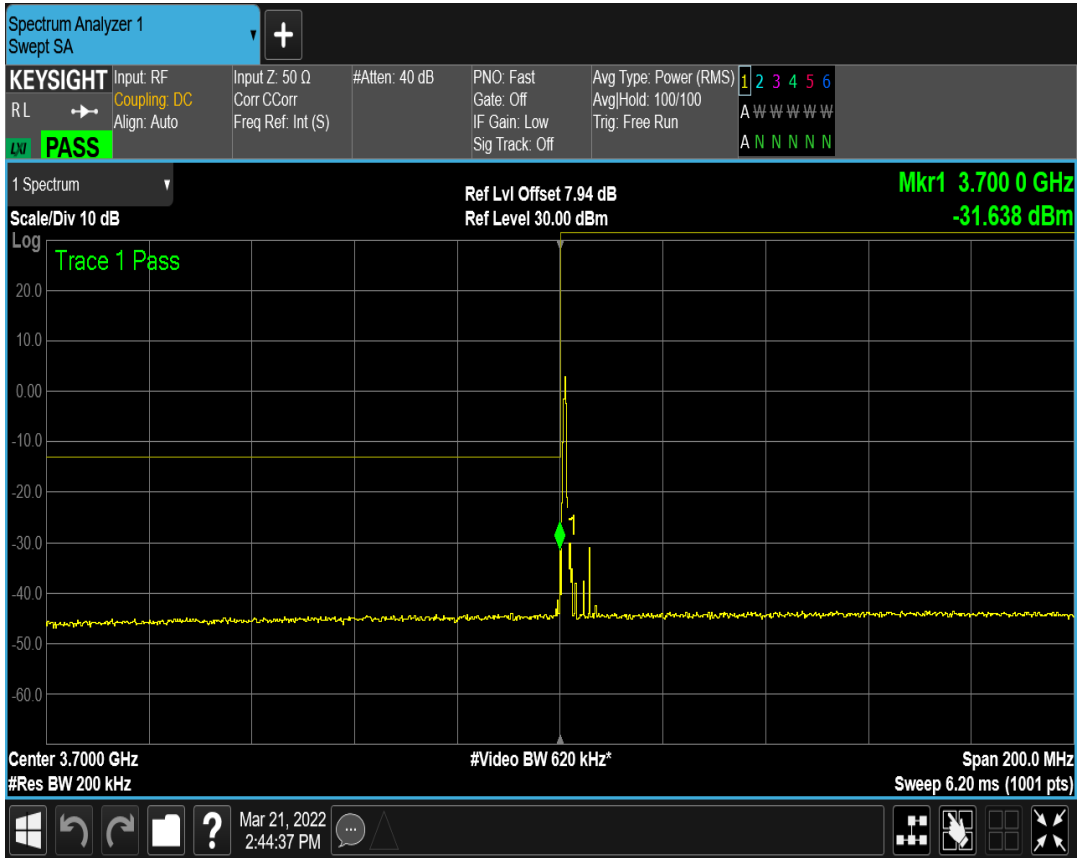 Spectrum Analyzer 1
Swept SA
+
KEYSIGHT
R L
LXI PASS
Input: RF
Coupling: DC
Align: Auto
Input Z: 50 Ω
Corr CCorr
Freq Ref: Int (S)
#Atten: 40 dB
PNO: Fast
Gate: Off
IF Gain: Low
Sig Track: Off
Avg Type: Power (RMS)
Avg|Hold: 100/100
Trig: Free Run
1 2 3 4 5 6
A W W W W W
A N N N N N
1 Spectrum
Scale/Div 10 dB
Ref Lvl Offset 7.94 dB
Ref Level 30.00 dBm
Mkr1 3.700 0 GHz
-31.638 dBm
Log
Trace 1 Pass
20.0
10.0
0.00
-10.0
-20.0
1
-30.0
-40.0
-50.0
-60.0
Center 3.7000 GHz
#Video BW 620 kHz*
Span 200.0 MHz
#Res BW 200 kHz
Sweep 6.20 ms (1001 pts)
?
Mar 21, 2022
2:44:37 PM